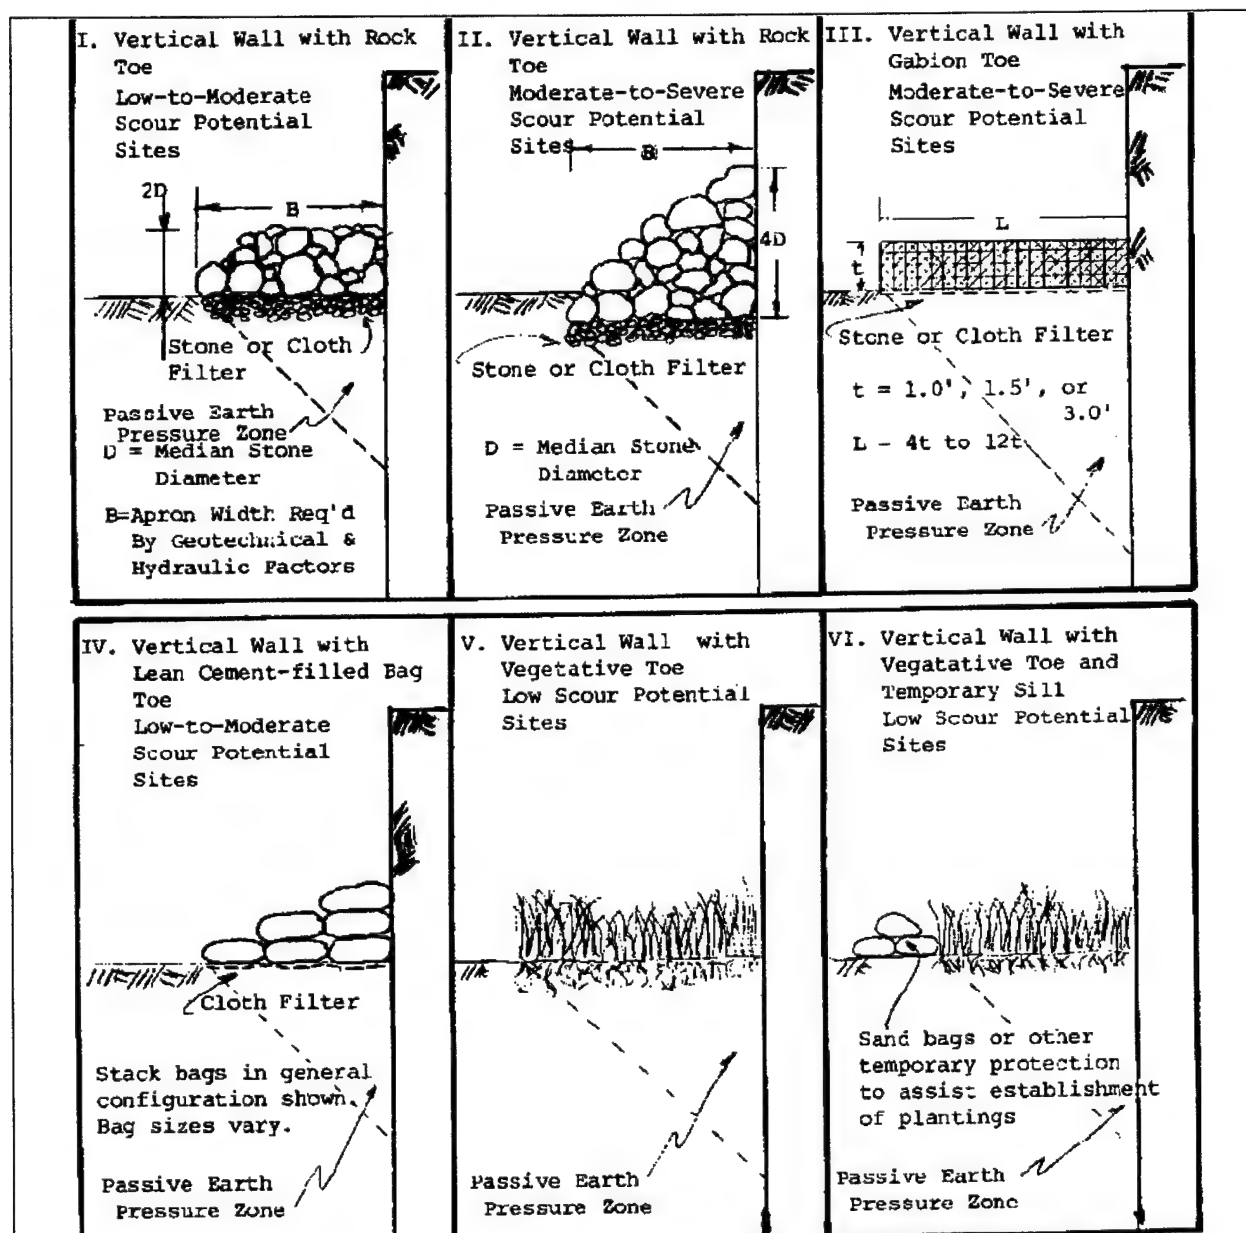 I. Vertical Wall with Rock
Toe
Low-to-Moderate
Scour Potential
Sites
2D
B
Stone or Cloth
Filter
Passive Earth
Pressure Zone
D = Median Stone
Diameter
B=Apron Width Req'd
By Geotechnical &
Hydraulic Factors
II. Vertical Wall with Rock
Toe
Moderate-to-Severe
Scour Potential
Sites
B
4D
Stone or Cloth Filter
D = Median Stone
Diameter
Passive Earth
Pressure Zone
III. Vertical Wall with
Gabion Toe
Moderate-to-Severe
Scour Potential
Sites
L
t
Stone or Cloth Filter
t = 1.0', 1.5', or
3.0'
L - 4t to 12t
Passive Earth
Pressure Zone
IV. Vertical Wall with
Lean Cement-filled Bag
Toe
Low-to-Moderate
Scour Potential
Sites
Cloth Filter
Stack bags in general
configuration shown.
Bag sizes vary.
Passive Earth
Pressure Zone
V. Vertical Wall with
Vegetative Toe
Low Scour Potential
Sites
Passive Earth
Pressure Zone
VI. Vertical Wall with
Vegatative Toe and
Temporary Sill
Low Scour Potential
Sites
Sand bags or other
temporary protection
to assist establishment
of plantings
Passive Earth
Pressure Zone